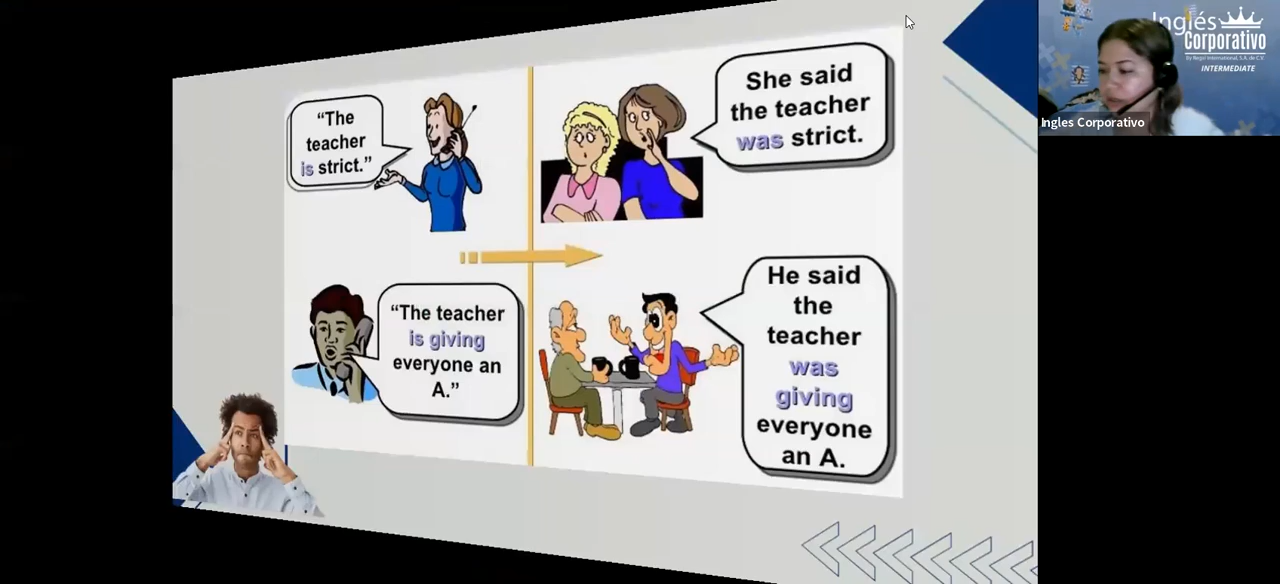 “The
teacher
is strict.”
She said
the teacher
was strict.
“The teacher
is giving
everyone an
A.”
He said
the
teacher
was
giving
everyone
an A.
Inglés
Corporativo
INTERMEDIATE
Ingles Corporativo